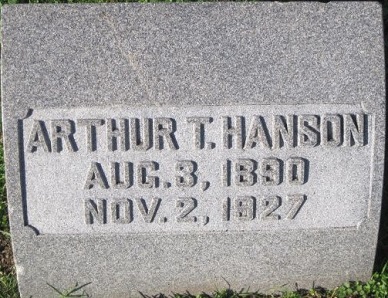 ARTHUR T. HANSON
AUG. 3, 1890
NOV. 2, 1927